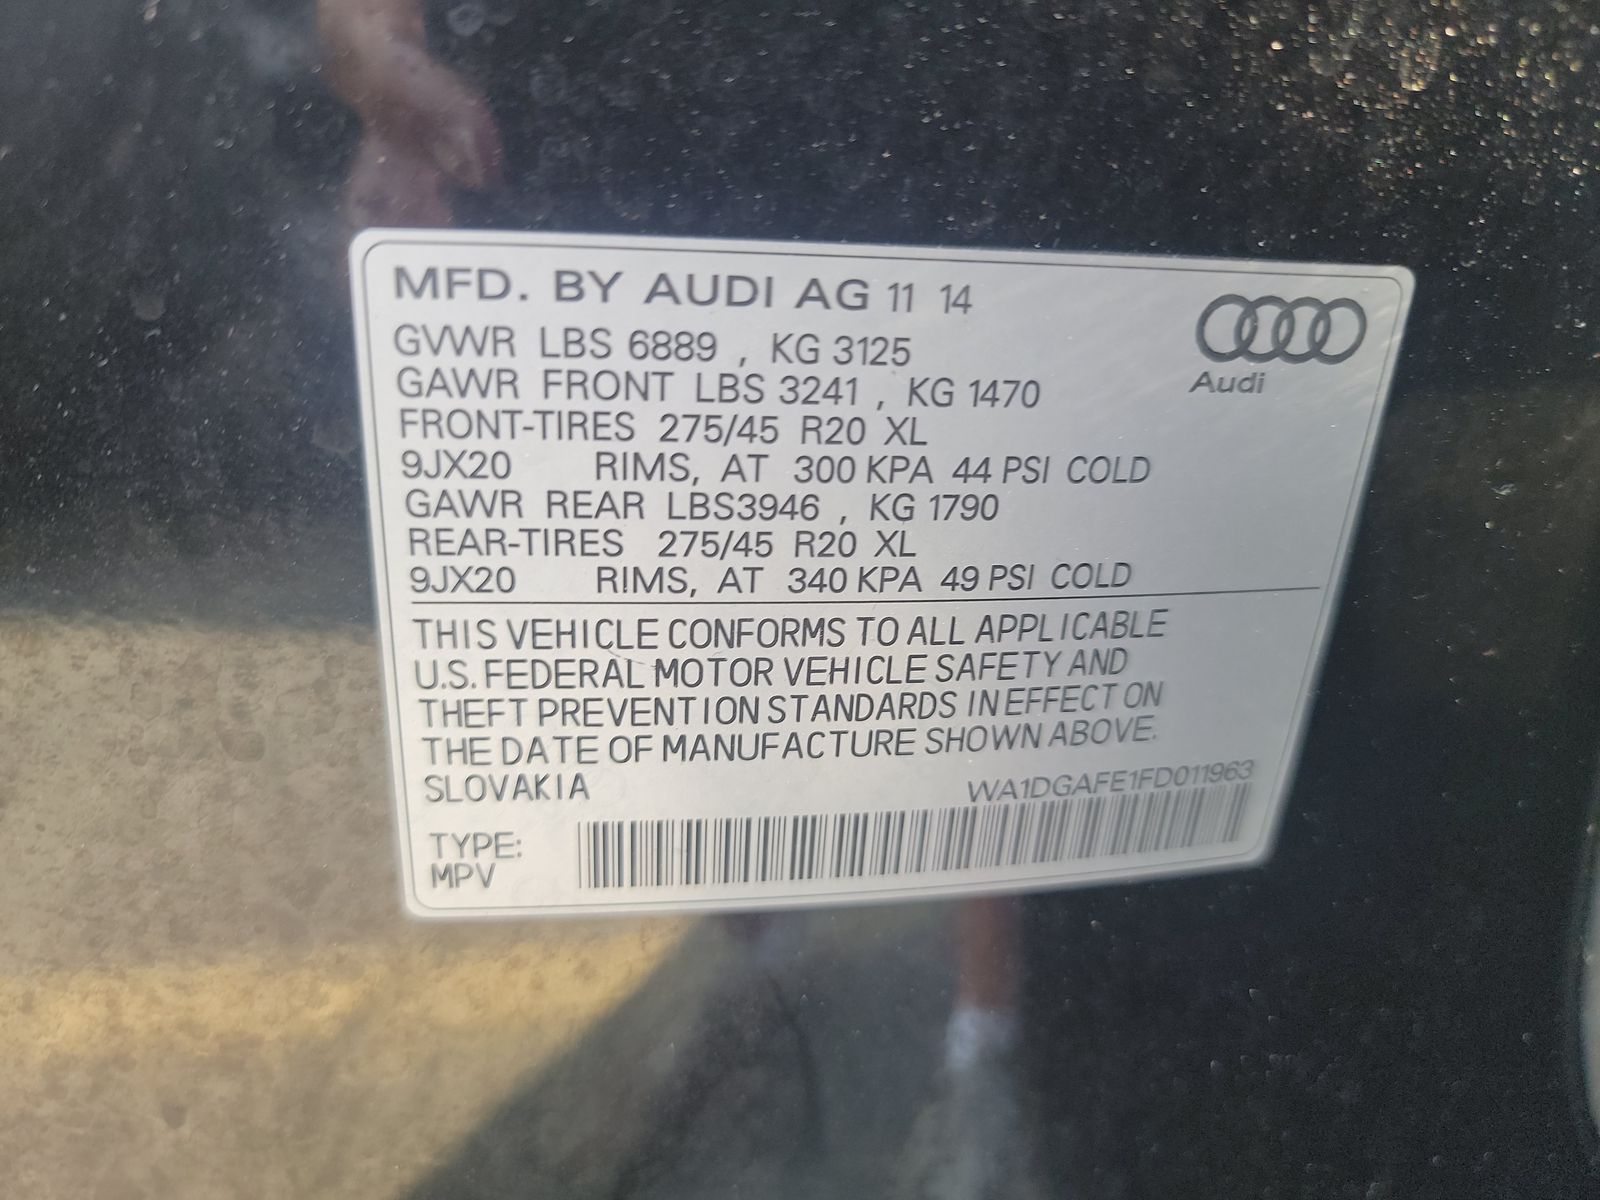 MFD. BY AUDI AG 11 14
GVWR LBS 6889 , KG 3125
GAWR FRONT LBS 3241 , KG 1470
FRONT-TIRES 275/45 R20 XL
9JX20 RIMS, AT 300 KPA 44 PSI COLD
GAWR REAR LBS3946 , KG 1790
REAR-TIRES 275/45 R20 XL
9JX20 RIMS, AT 340 KPA 49 PSI COLD
Audi
THIS VEHICLE CONFORMS TO ALL APPLICABLE
U.S. FEDERAL MOTOR VEHICLE SAFETY AND
THEFT PREVENTION STANDARDS IN EFFECT ON
THE DATE OF MANUFACTURE SHOWN ABOVE.
SLOVAKIA WA1DGAFE1FD011963
TYPE:
MPV